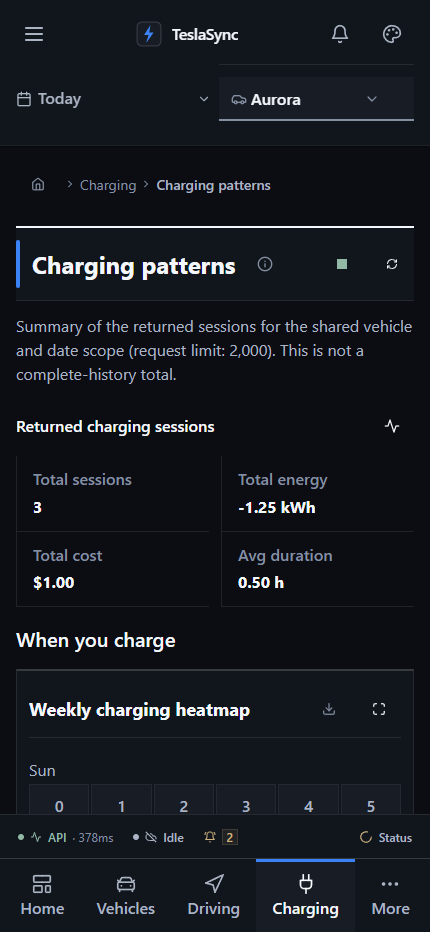 TeslaSync
Today
Aurora
Charging
Charging patterns
Charging patterns
Summary of the returned sessions for the shared vehicle
and date scope (request limit: 2,000). This is not a
complete-history total.
Returned charging sessions
Total sessions
3
Total energy
-1.25 kWh
Total cost
$1.00
Avg duration
0.50 h
When you charge
Weekly charging heatmap
Sun
0 1 2 3 4 5
API · 378ms
Idle
2
Status
Home
Vehicles
Driving
Charging
More